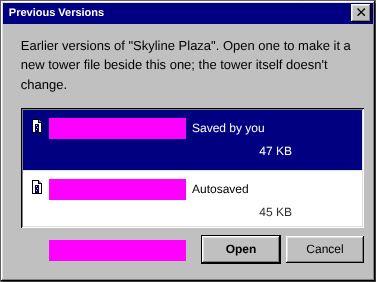 Previous Versions
Earlier versions of "Skyline Plaza". Open one to make it a
new tower file beside this one; the tower itself doesn't
change.
Saved by you
47 KB
Autosaved
45 KB
Open Cancel